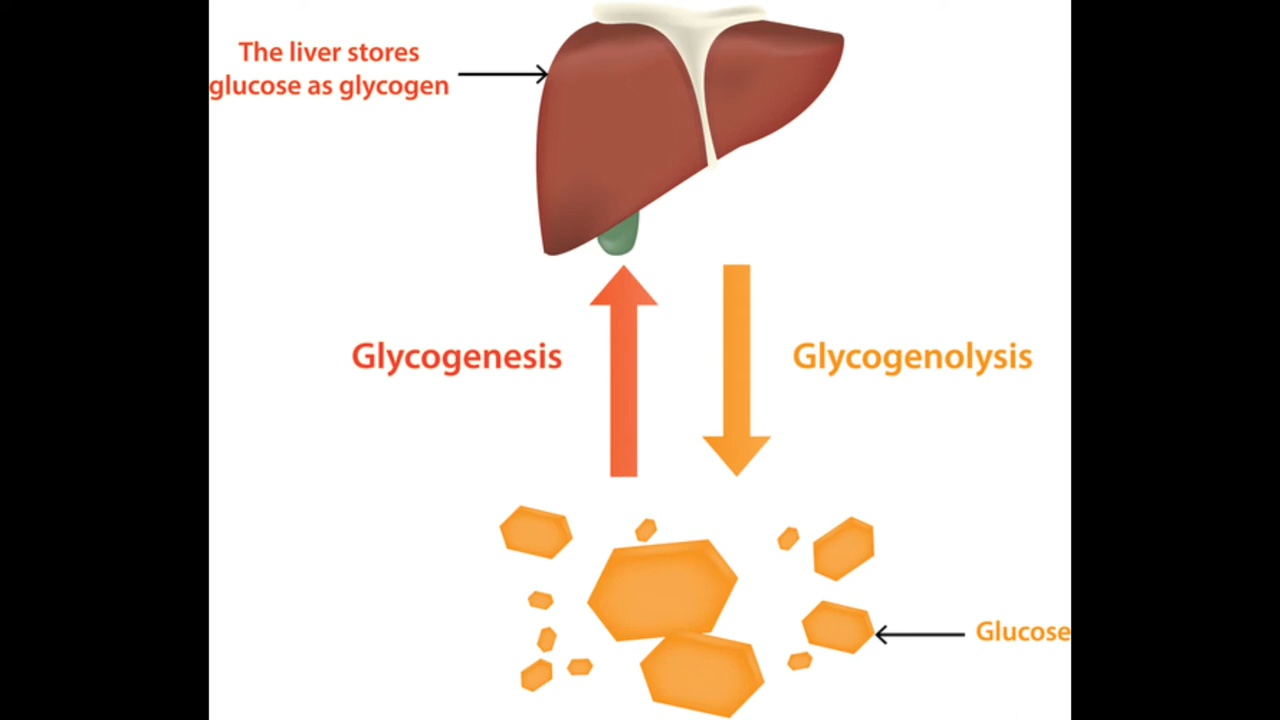 The liver stores
glucose as glycogen
Glycogenesis
Glycogenolysis
Glucose